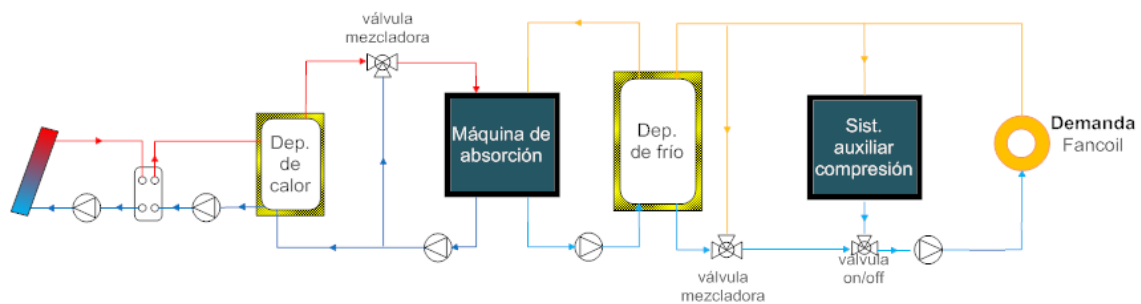 válvula
mezcladora
Dep.
de
calor
Máquina de
absorción
Dep.
de frío
Sist.
auxiliar
compresión
Demanda
Fancoil
válvula
mezcladora
válvula
on/off